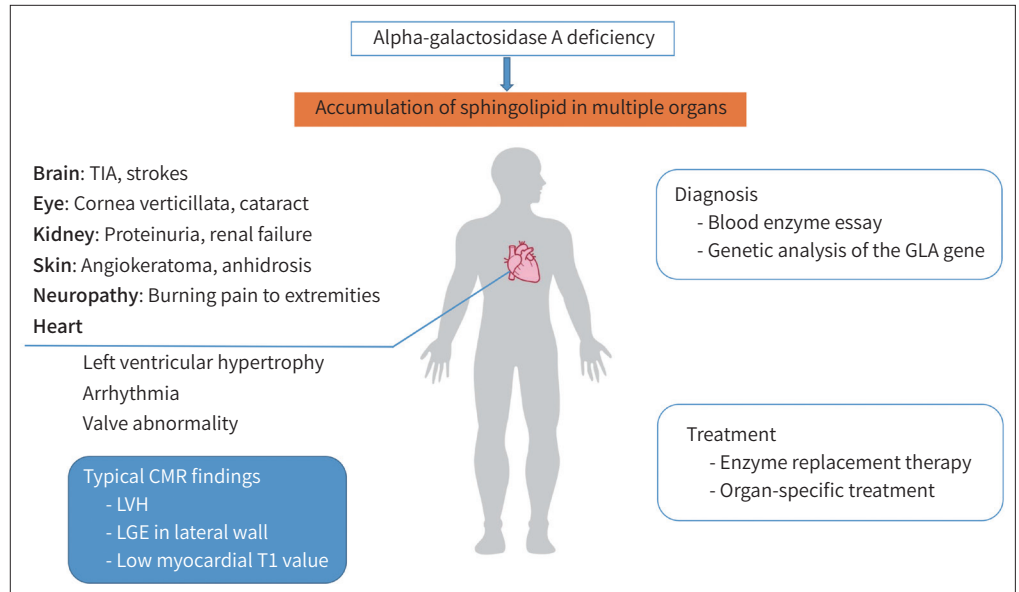 Alpha-galactosidase A deficiency
Accumulation of sphingolipid in multiple organs
Brain: TIA, strokes
Eye: Cornea verticillata, cataract
Kidney: Proteinuria, renal failure
Skin: Angiokeratoma, anhidrosis
Neuropathy: Burning pain to extremities
Heart
Left ventricular hypertrophy
Arrhythmia
Valve abnormality
Typical CMR findings
- LVH
- LGE in lateral wall
- Low myocardial T1 value
Diagnosis
- Blood enzyme essay
- Genetic analysis of the GLA gene
Treatment
- Enzyme replacement therapy
- Organ-specific treatment